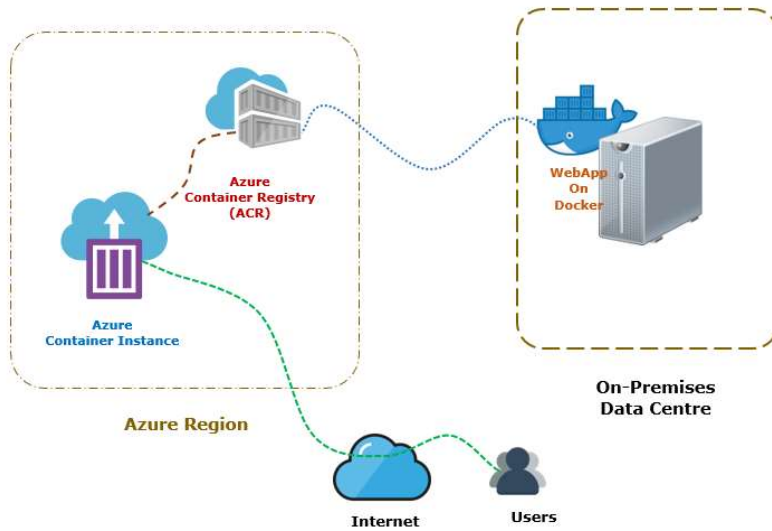 Azure
Container Registry
(ACR)
WebApp
On
Docker
Azure
Container Instance
On-Premises
Data Centre
Azure Region
Internet
Users